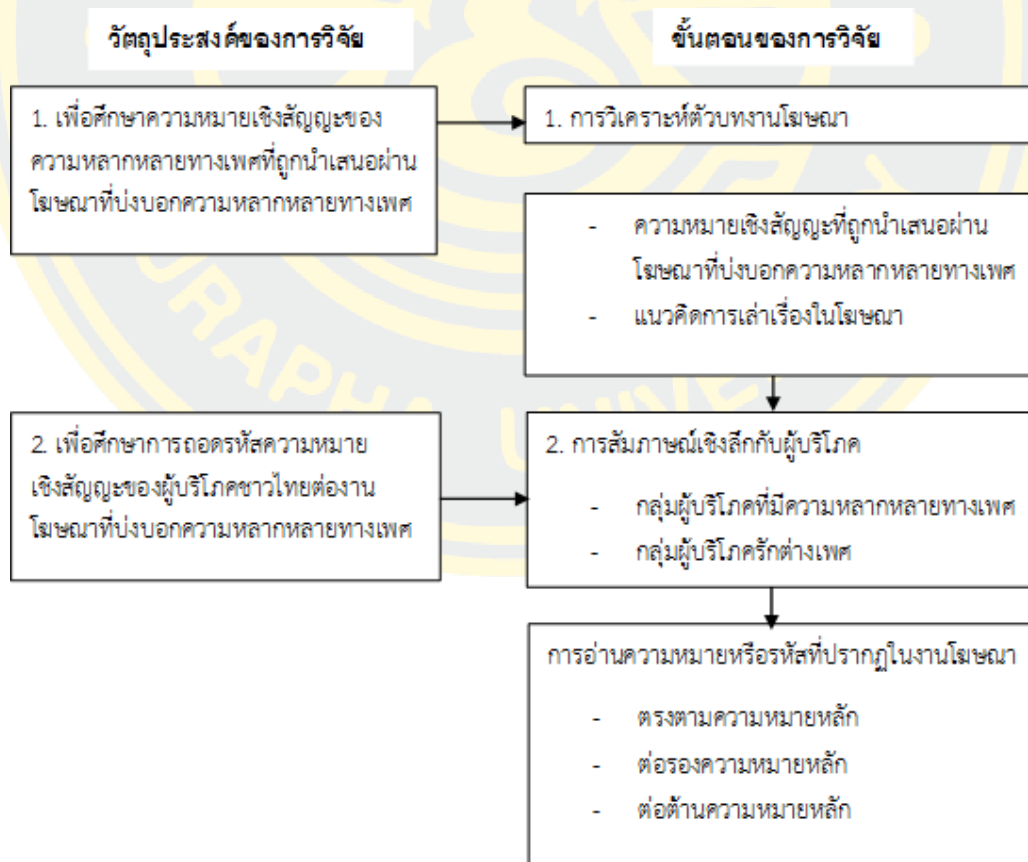 วัตถุประสงค์ของการวิจัย
ขั้นตอนของการวิจัย
1. เพื่อศึกษาความหมายเชิงสัญญะของ
ความหลากหลายทางเพศที่ถูกนำเสนอผ่าน
โฆษณาที่บ่งบอกความหลากหลายทางเพศ
1. การวิเคราะห์ตัวบทงานโฆษณา
- ความหมายเชิงสัญญะที่ถูกนำเสนอผ่าน
โฆษณาที่บ่งบอกความหลากหลายทางเพศ
- แนวคิดการเล่าเรื่องในโฆษณา
2. เพื่อศึกษาการถอดรหัสความหมาย
เชิงสัญญะของผู้บริโภคชาวไทยต่องาน
โฆษณาที่บ่งบอกความหลากหลายทางเพศ
2. การสัมภาษณ์เชิงลึกกับผู้บริโภค
- กลุ่มผู้บริโภคที่มีความหลากหลายทางเพศ
- กลุ่มผู้บริโภครักต่างเพศ
การอ่านความหมายหรือรหัสที่ปรากฏในงานโฆษณา
- ตรงตามความหมายหลัก
- ต่อรองความหมายหลัก
- ต่อต้านความหมายหลัก